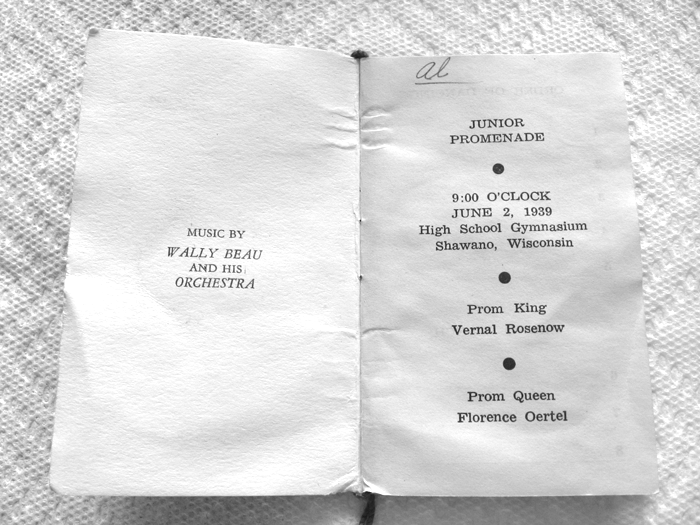 MUSIC BY
WALLY BEAU
AND HIS
ORCHESTRA
al
JUNIOR
PROMENADE
9:00 O'CLOCK
JUNE 2, 1939
High School Gymnasium
Shawano, Wisconsin
Prom King
Vernal Rosenow
Prom Queen
Florence Oertel